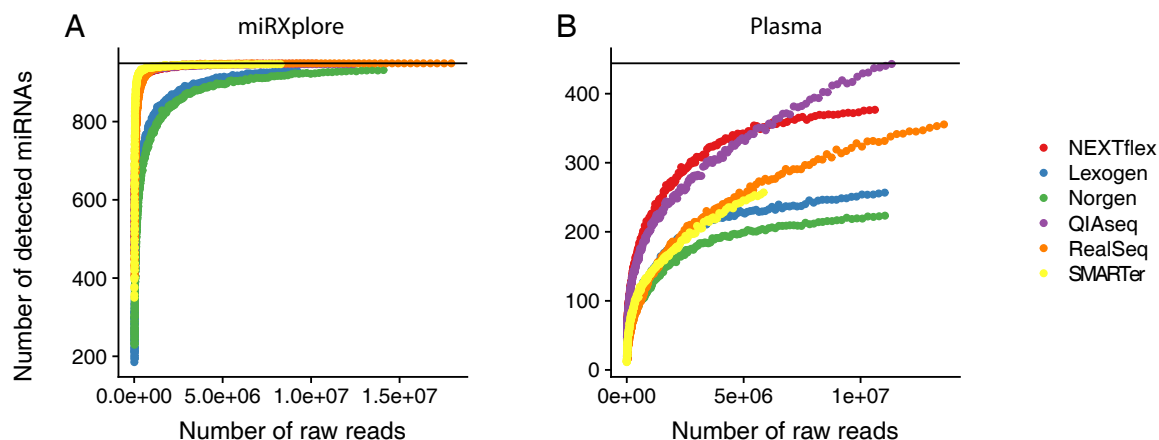 A
miRXplore
B
Plasma
Number of detected miRNAs
800
600
400
200
0.0e+00
5.0e+06
1.0e+07
1.5e+07
Number of raw reads
400
300
200
100
0
0e+00
5e+06
1e+07
Number of raw reads
NEXTflex
Lexogen
Norgen
QIAseq
RealSeq
SMARTer